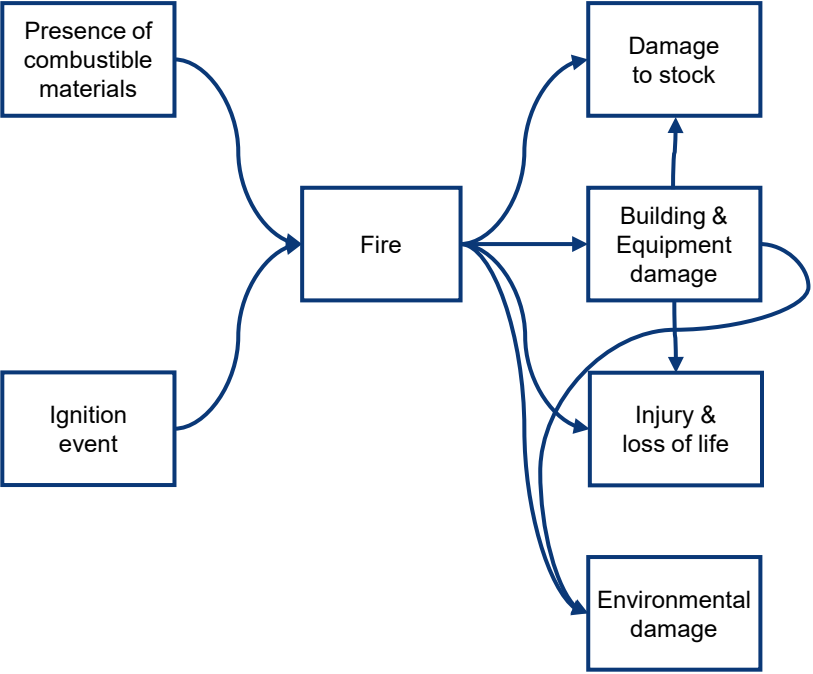 Presence of
combustible
materials
Ignition
event
Fire
Damage
to stock
Building &
Equipment
damage
Injury &
loss of life
Environmental
damage